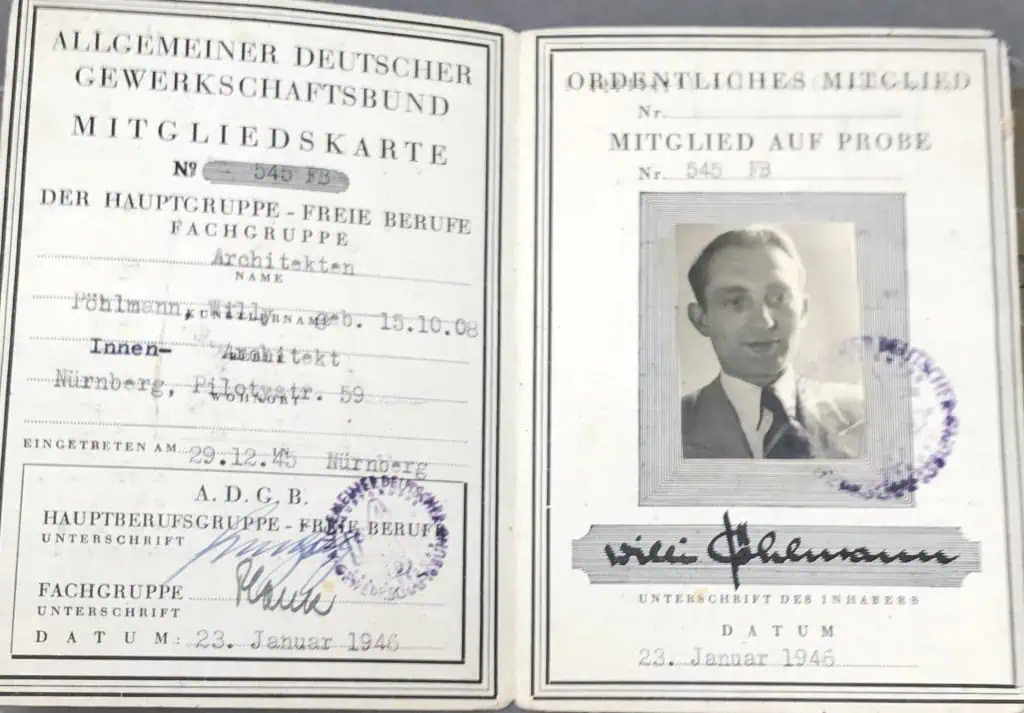 ALLGEMEINER DEUTSCHER
GEWERKSCHAFTSBUND
MITGLIEDSKARTE
Nº 545 FB
DER HAUPTGRUPPE - FREIE BERUFE
FACHGRUPPE
Architekten
NAME
Pöhlmann, Willy geb. 15.10.08
KÜNSTLERNAME
Innen- Architekt
Nürnberg, Pilotystr. 59
WOHNORT
EINGETRETEN AM 29.12.45 Nürnberg
A. D. G. B.
HAUPTBERUFSGRUPPE - FREIE BERUFE
UNTERSCHRIFT
FACHGRUPPE
UNTERSCHRIFT
DATUM: 23. Januar 1946
ORDENTLICHES MITGLIED
Nr.
MITGLIED AUF PROBE
Nr. 545 FB
Willi Pöhlmann
UNTERSCHRIFT DES INHABERS
DATUM
23. Januar 1946